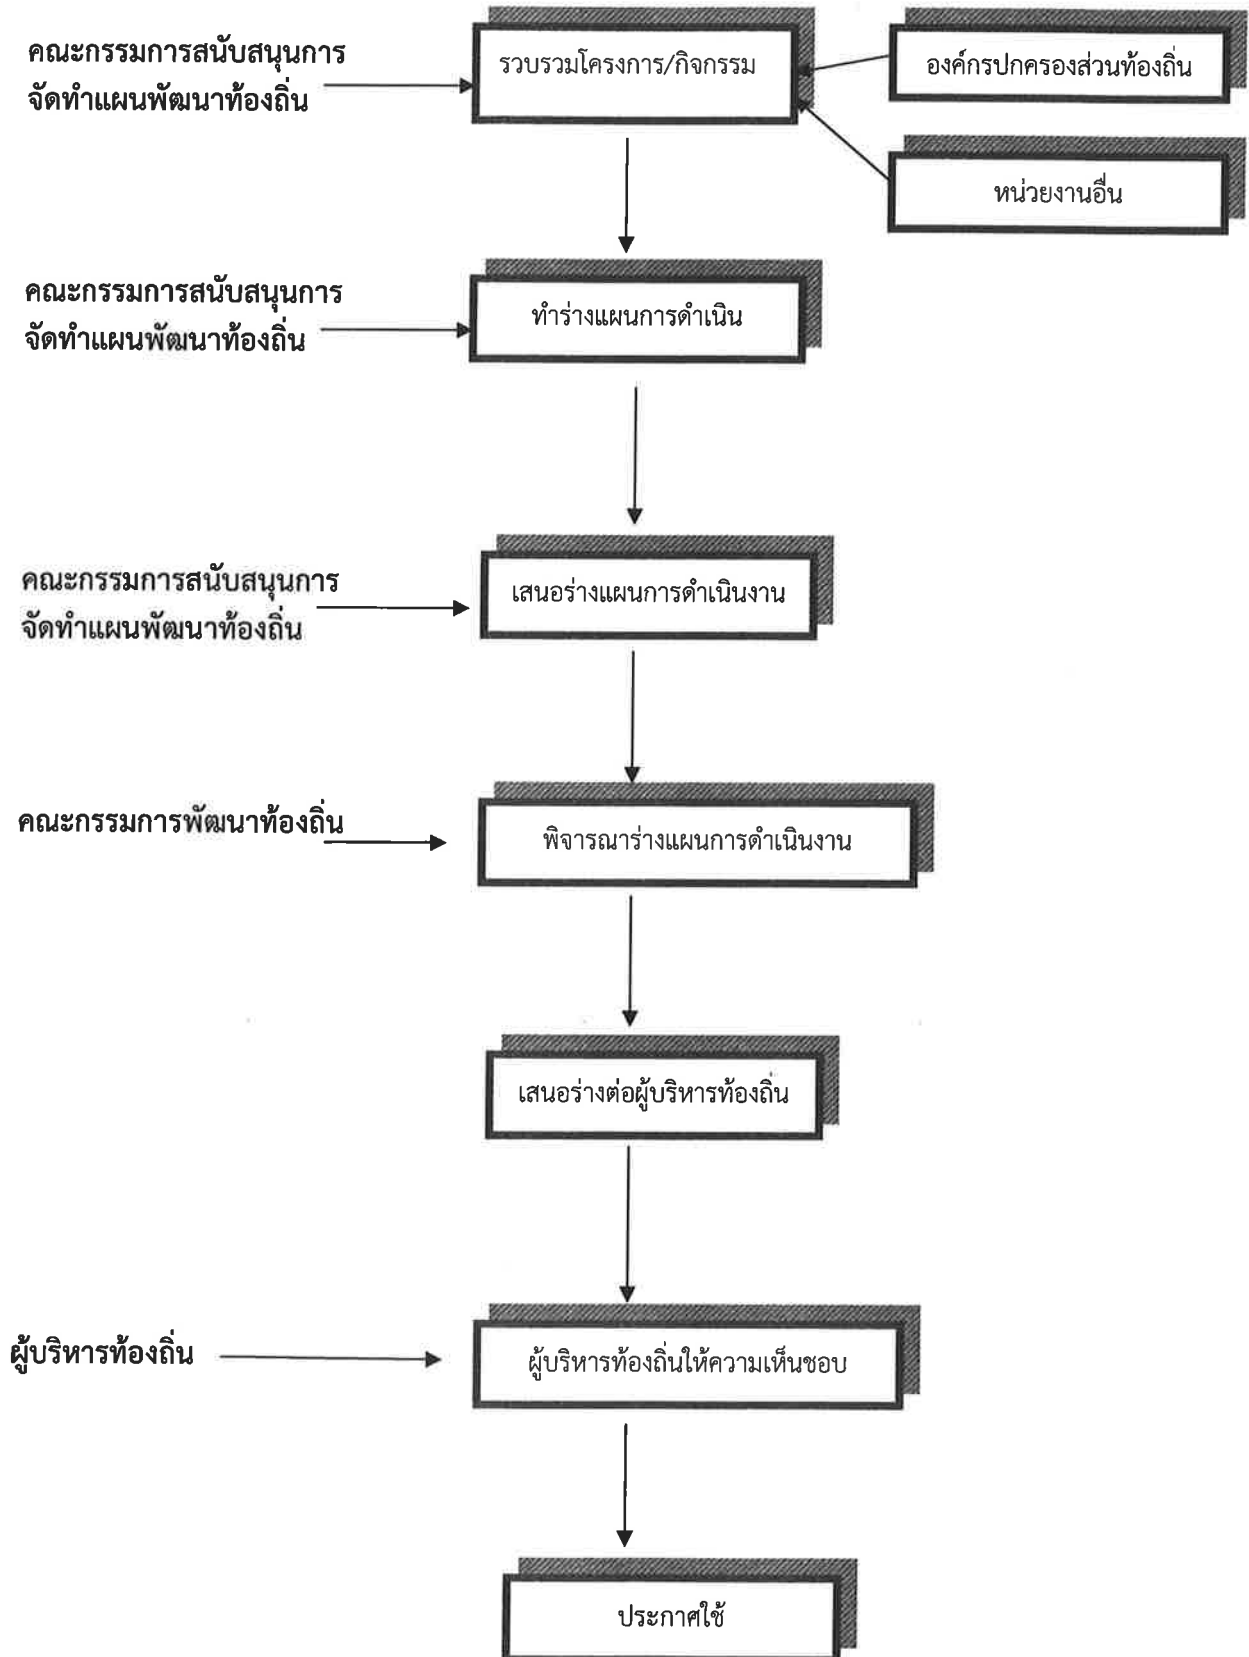 คณะกรรมการสนับสนุนการ
จัดทำแผนพัฒนาท้องถิ่น
รวบรวมโครงการ/กิจกรรม
องค์กรปกครองส่วนท้องถิ่น
หน่วยงานอื่น
คณะกรรมการสนับสนุนการ
จัดทำแผนพัฒนาท้องถิ่น
ทำร่างแผนการดำเนิน
คณะกรรมการสนับสนุนการ
จัดทำแผนพัฒนาท้องถิ่น
เสนอร่างแผนการดำเนินงาน
คณะกรรมการพัฒนาท้องถิ่น
พิจารณาร่างแผนการดำเนินงาน
เสนอร่างต่อผู้บริหารท้องถิ่น
ผู้บริหารท้องถิ่น
ผู้บริหารท้องถิ่นให้ความเห็นชอบ
ประกาศใช้